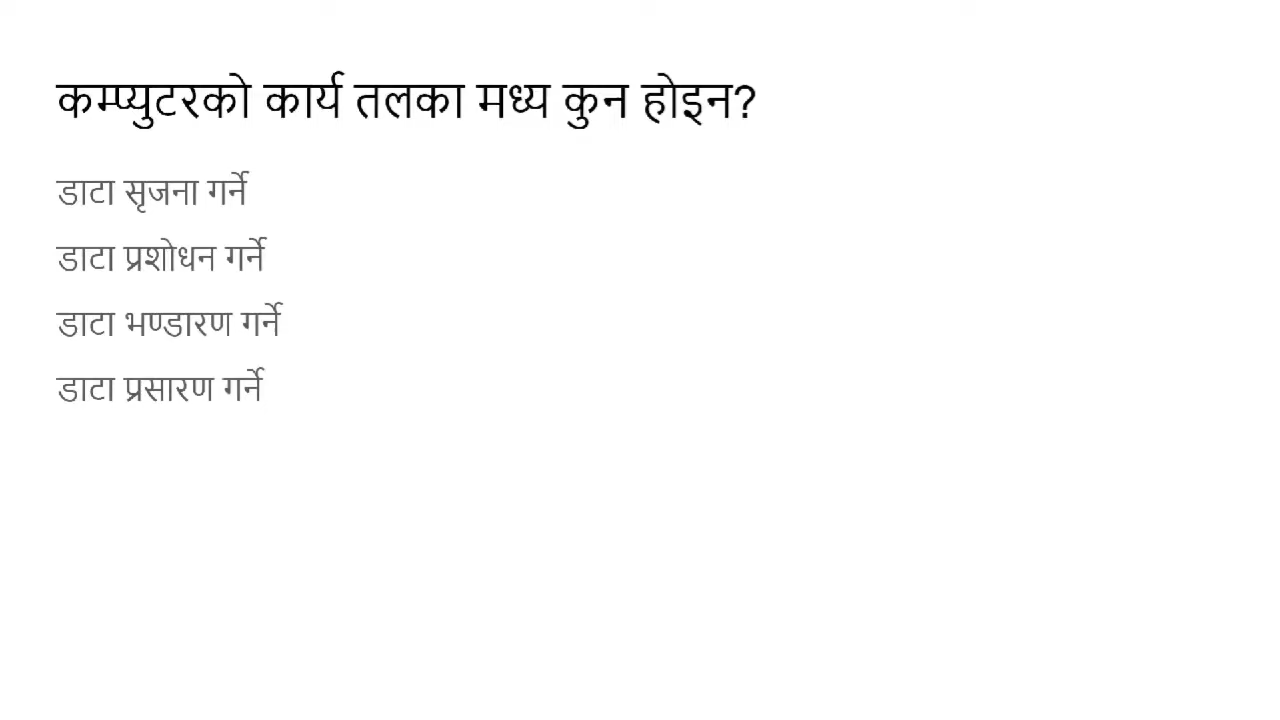 कम्प्युटरको कार्य तलका मध्य कुन होइन?
डाटा सृजना गर्ने
डाटा प्रशोधन गर्ने
डाटा भण्डारण गर्ने
डाटा प्रसारण गर्ने